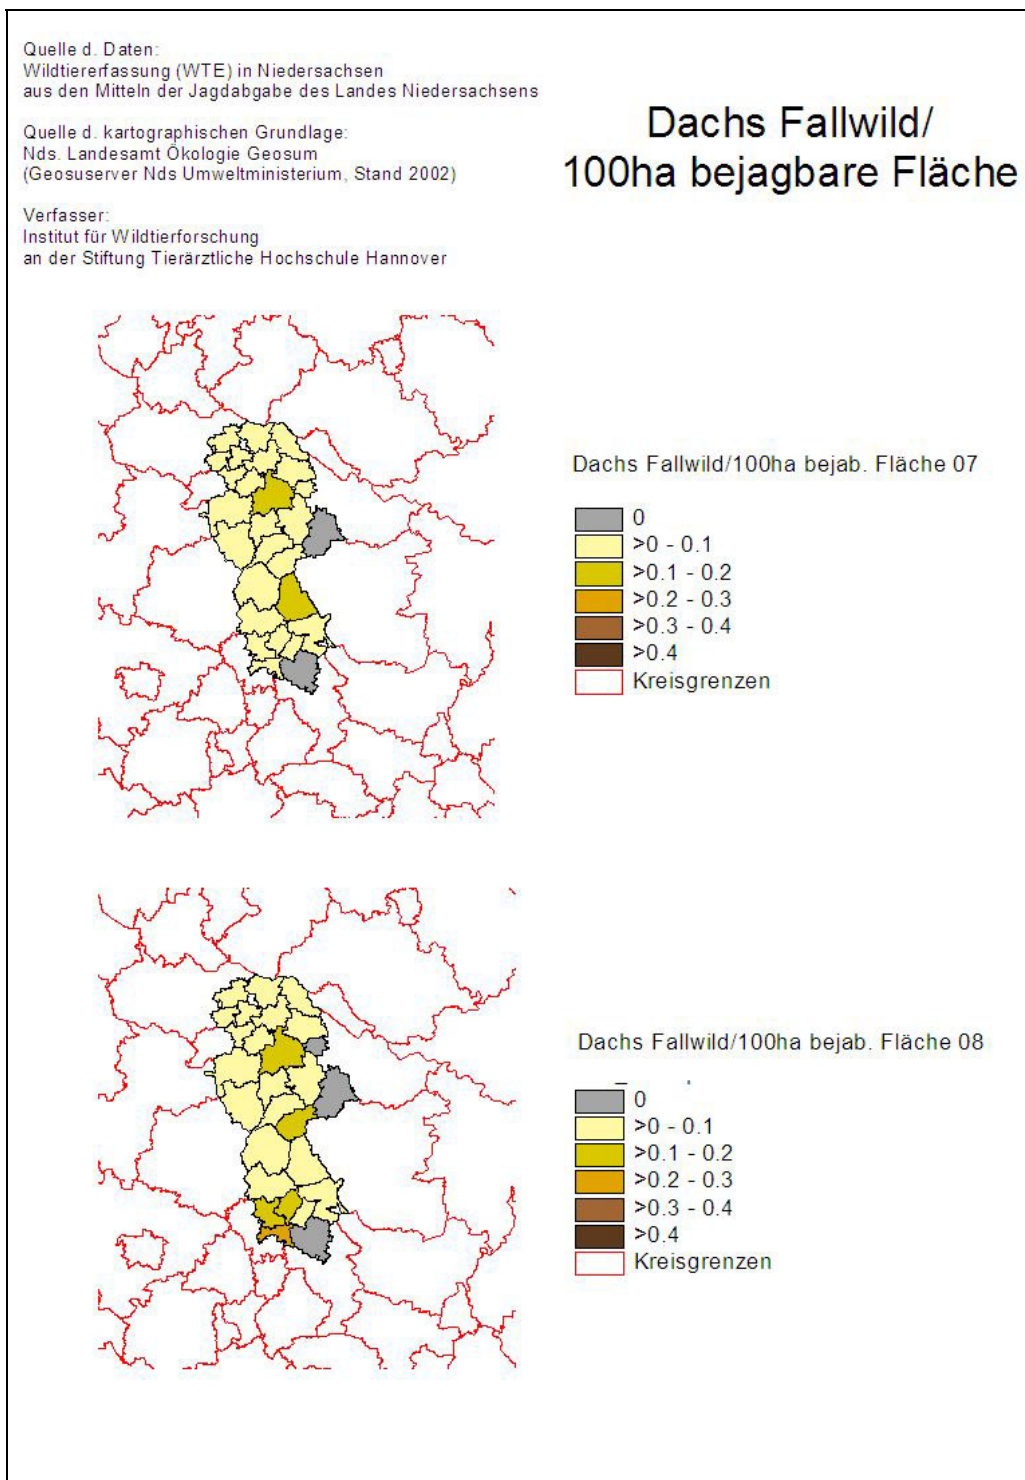 Quelle d. Daten:
Wildtiererfassung (WTE) in Niedersachsen
aus den Mitteln der Jagdabgabe des Landes Niedersachsens
Quelle d. kartographischen Grundlage:
Nds. Landesamt Ökologie Geosum
(Geosuserver Nds Umweltministerium, Stand 2002)
Verfasser:
Institut für Wildtierforschung
an der Stiftung Tierärztliche Hochschule Hannover
Dachs Fallwild/
100ha bejagbare Fläche
Dachs Fallwild/100ha bejab. Fläche 07
0
>0 - 0.1
>0.1 - 0.2
>0.2 - 0.3
>0.3 - 0.4
>0.4
Kreisgrenzen
Dachs Fallwild/100ha bejab. Fläche 08
0
>0 - 0.1
>0.1 - 0.2
>0.2 - 0.3
>0.3 - 0.4
>0.4
Kreisgrenzen